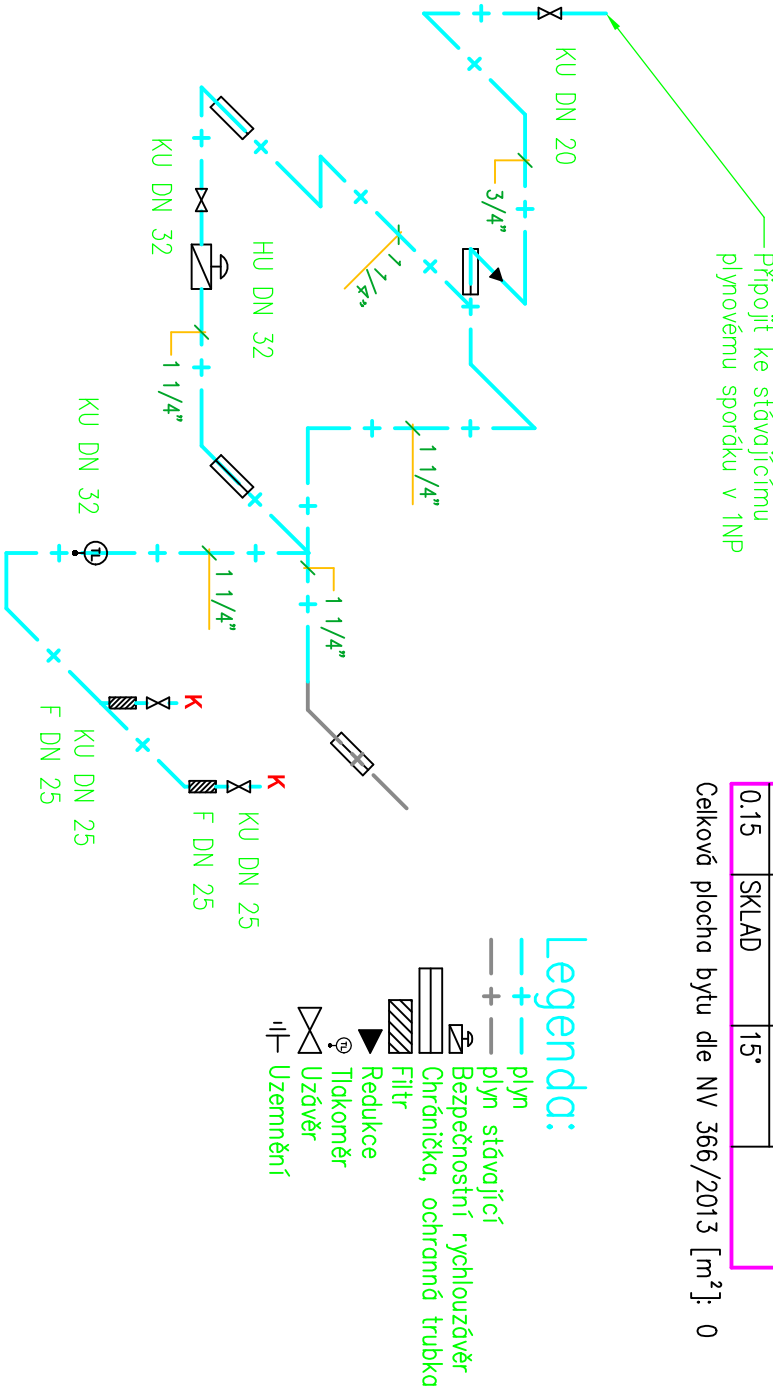 Připojit ke stávajícímu
plynovému sporáku v 1NP
KU DN 20
3/4"
1 1/4"
KU DN 32
HU DN 32
1 1/4"
1 1/4"
KU DN 32
TL
1 1/4"
1 1/4"
K
K
KU DN 25
F DN 25
KU DN 25
F DN 25
0.15 SKLAD 15°
Celková plocha bytu dle NV 366/2013 [m²]: 0
Legenda:
plyn
plyn stávající
Bezpečnostní rychlouzávěr
Chránička, ochranná trubka
Filtr
Redukce
TL Tlakoměr
Uzávěr
Uzemnění